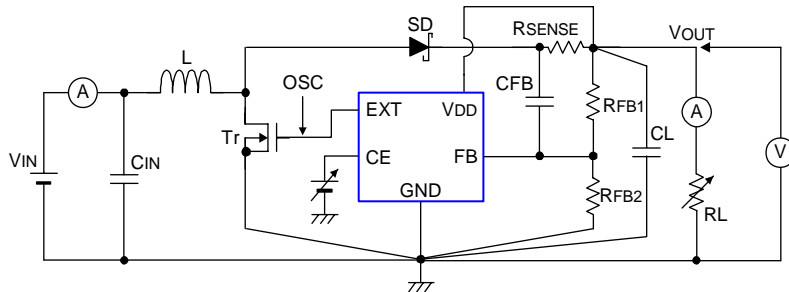 SD
RSENSE
VOUT
L
A
OSC
CFB
EXT
VDD
RFB1
A
CL
Tr
V
VIN
CIN
CE
FB
GND
RFB2
RL